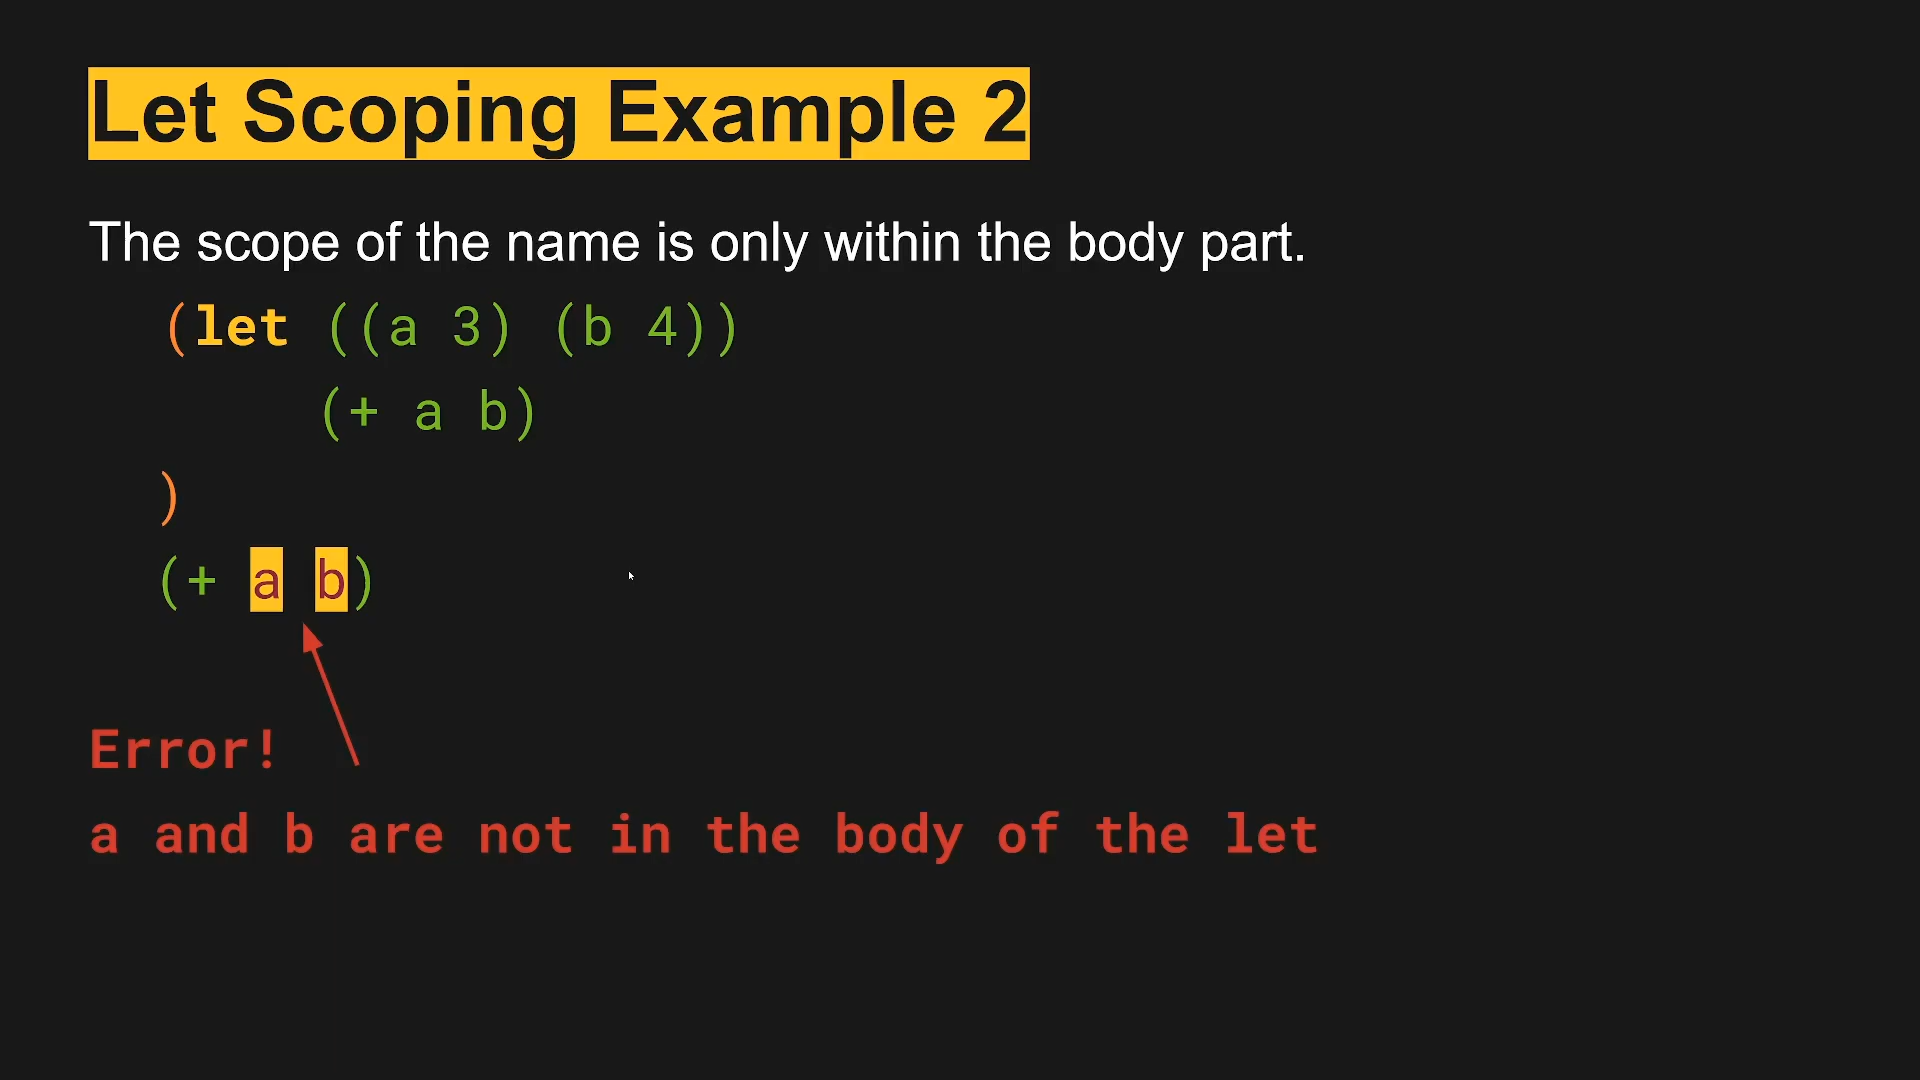 Let Scoping Example 2
The scope of the name is only within the body part.
(let ((a 3) (b 4))
(+ a b)
)
(+ a b)
Error!
a and b are not in the body of the let